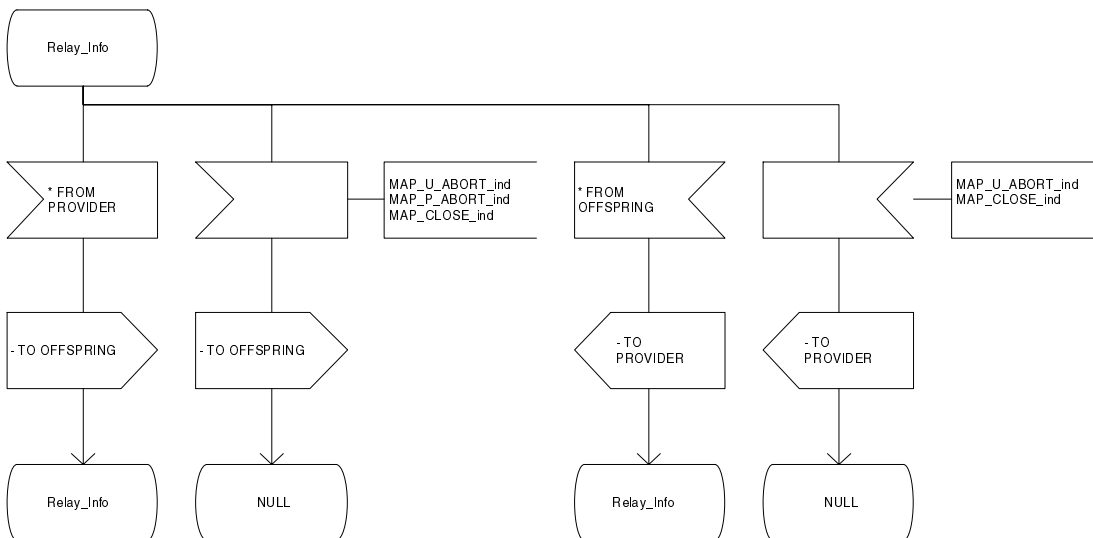 Relay_Info
* FROM
PROVIDER
MAP_U_ABORT_ind
MAP_P_ABORT_ind
MAP_CLOSE_ind
* FROM
OFFSPRING
MAP_U_ABORT_ind
MAP_CLOSE_ind
- TO OFFSPRING
- TO OFFSPRING
- TO
PROVIDER
- TO
PROVIDER
Relay_Info
NULL
Relay_Info
NULL